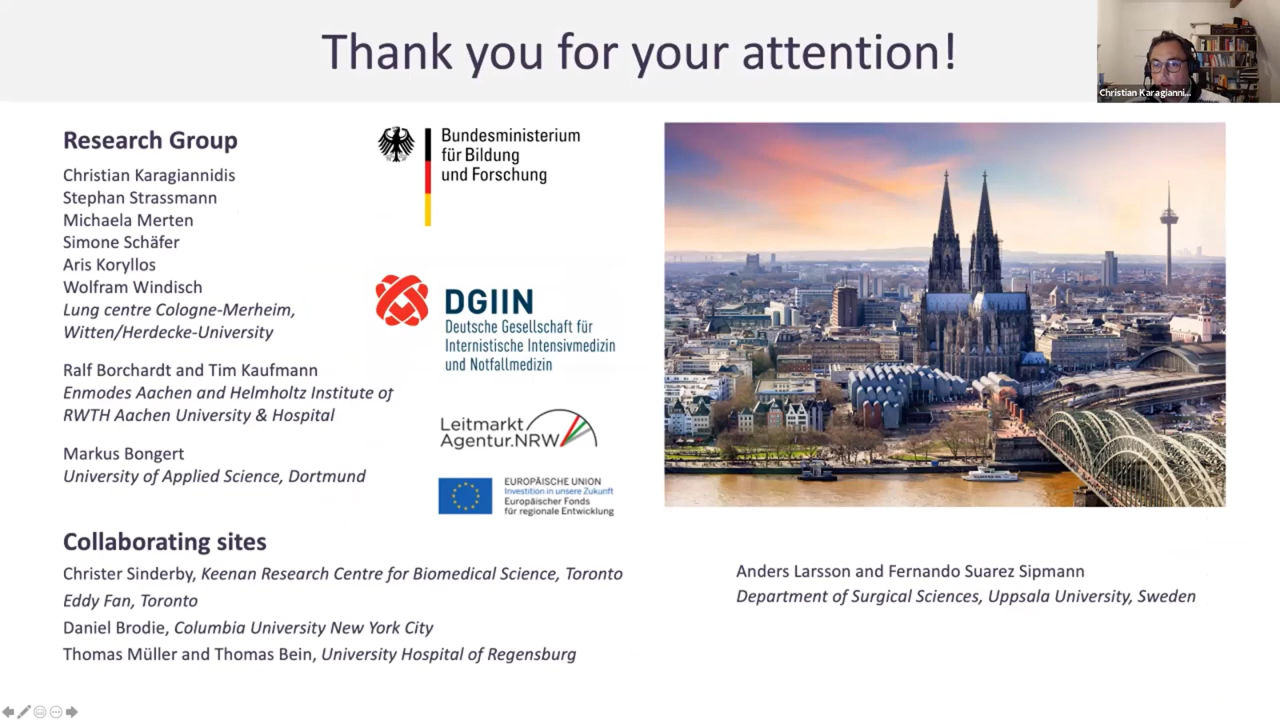 Thank you for your attention!
Christian Karagianni...
Research Group
Christian Karagiannidis
Stephan Strassmann
Michaela Merten
Simone Schäfer
Aris Koryllos
Wolfram Windisch
Lung centre Cologne-Merheim,
Witten/Herdecke-University
Ralf Borchardt and Tim Kaufmann
Enmodes Aachen and Helmholtz Institute of
RWTH Aachen University & Hospital
Markus Bongert
University of Applied Science, Dortmund
Bundesministerium
für Bildung
und Forschung
DGIIN
Deutsche Gesellschaft für
Internistische Intensivmedizin
und Notfallmedizin
Leitmarkt
Agentur.NRW
EUROPÄISCHE UNION
Investition in unsere Zukunft
Europäischer Fonds
für regionale Entwicklung
Collaborating sites
Christer Sinderby, Keenan Research Centre for Biomedical Science, Toronto
Eddy Fan, Toronto
Daniel Brodie, Columbia University New York City
Thomas Müller and Thomas Bein, University Hospital of Regensburg
Anders Larsson and Fernando Suarez Sipmann
Department of Surgical Sciences, Uppsala University, Sweden